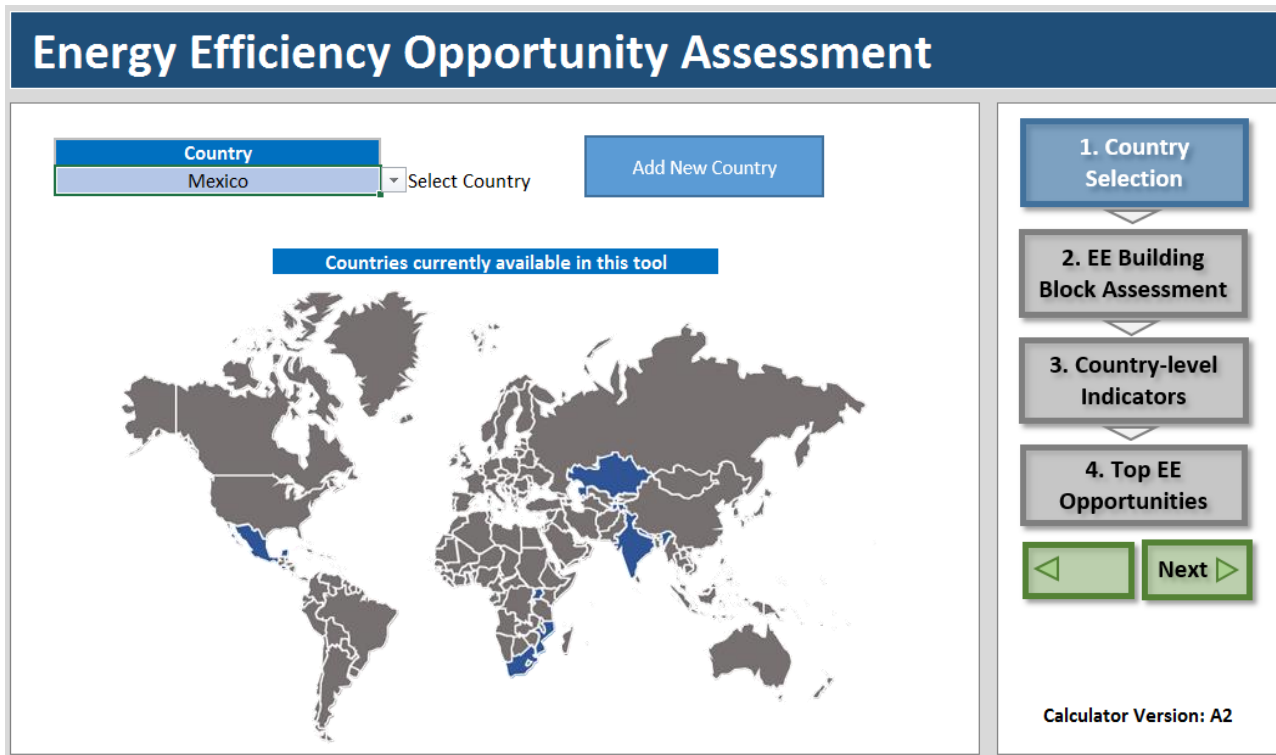 Energy Efficiency Opportunity Assessment
Country
Mexico
Select Country
Add New Country
Countries currently available in this tool
1. Country
Selection
2. EE Building
Block Assessment
3. Country-level
Indicators
4. Top EE
Opportunities
Next
Calculator Version: A2